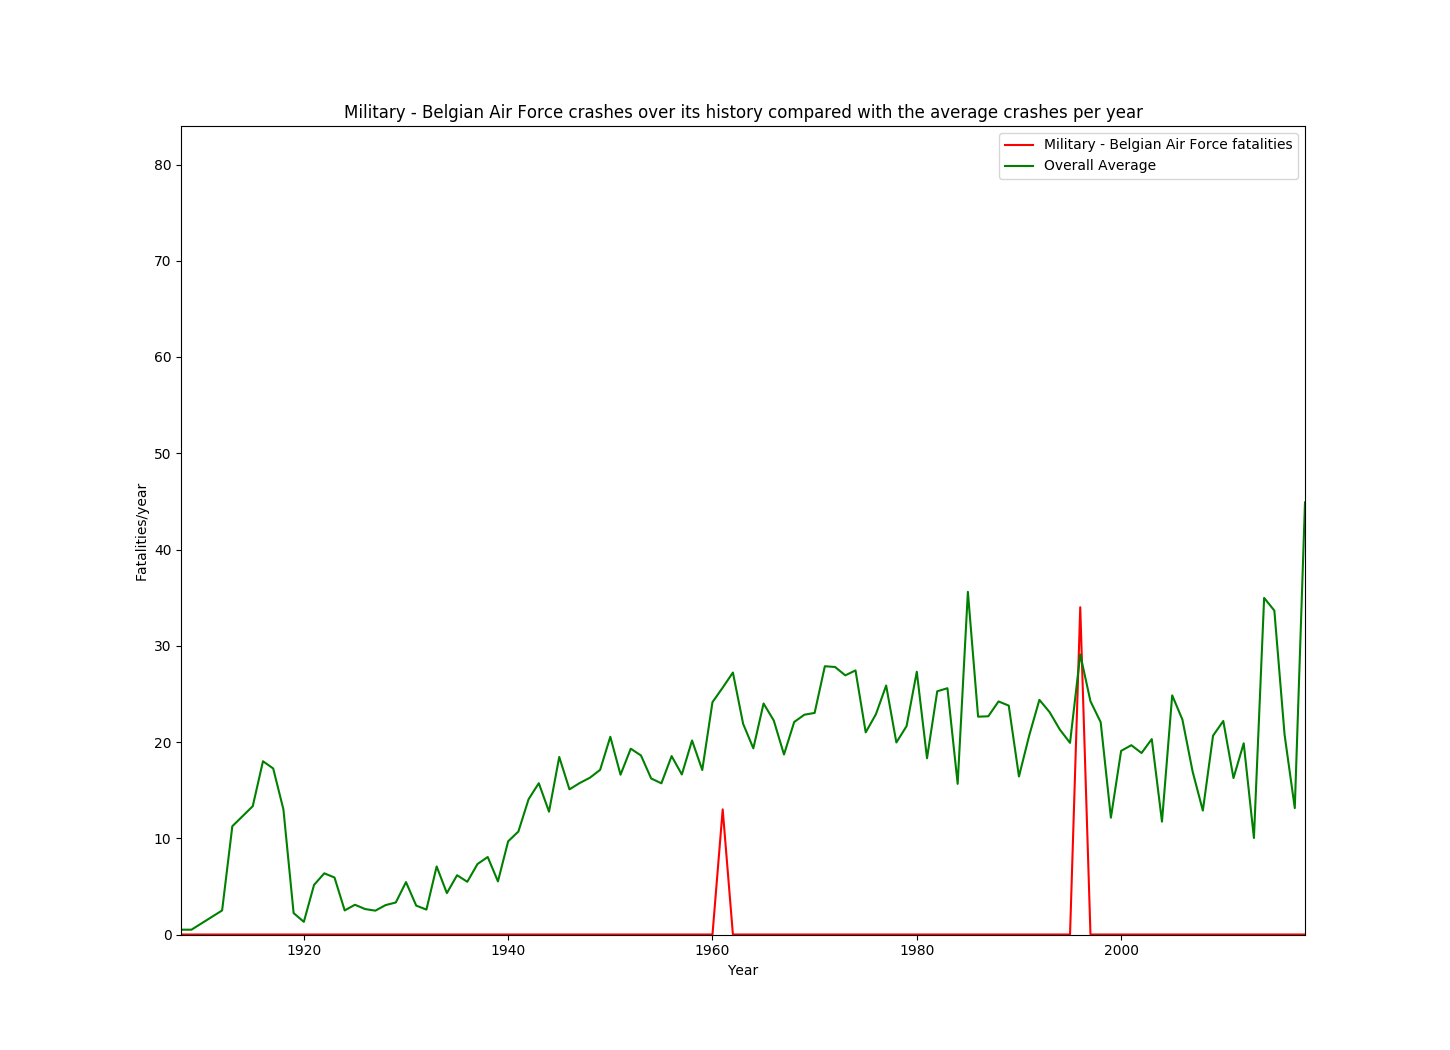 Military - Belgian Air Force crashes over its history compared with the average crashes per year
Military - Belgian Air Force fatalities
Overall Average
80
70
60
50
40
30
20
10
0
Fatalities/year
1920
1940
1960
1980
2000
Year